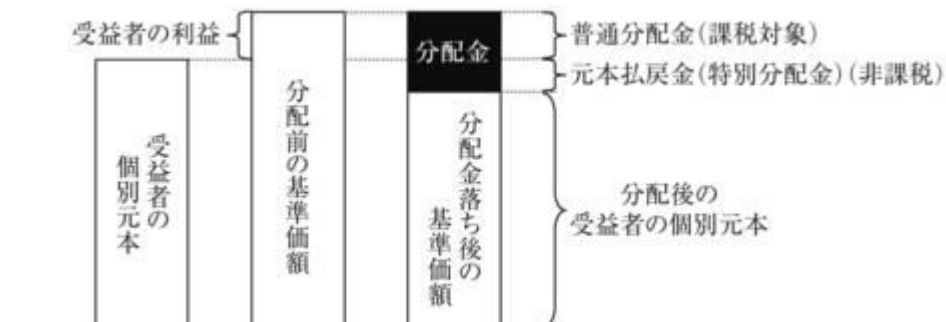 受益者の利益
分配金
普通分配金(課税対象)
元本払戻金(特別分配金)(非課税)
受益者の
個別元本
分配前の基準価額
分配金落ち後の
基準価額
分配後の
受益者の個別元本